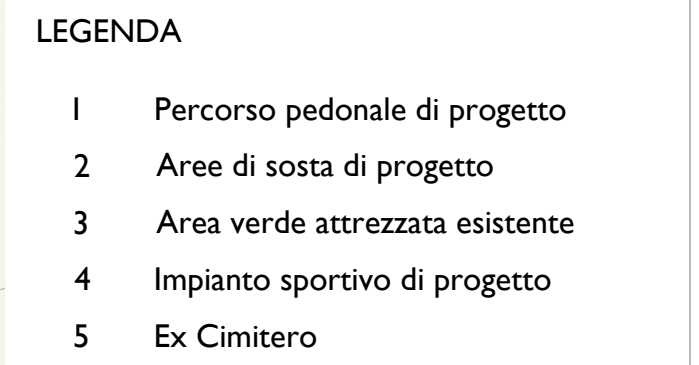 LEGENDA
1 Percorso pedonale di progetto
2 Aree di sosta di progetto
3 Area verde attrezzata esistente
4 Impianto sportivo di progetto
5 Ex Cimitero